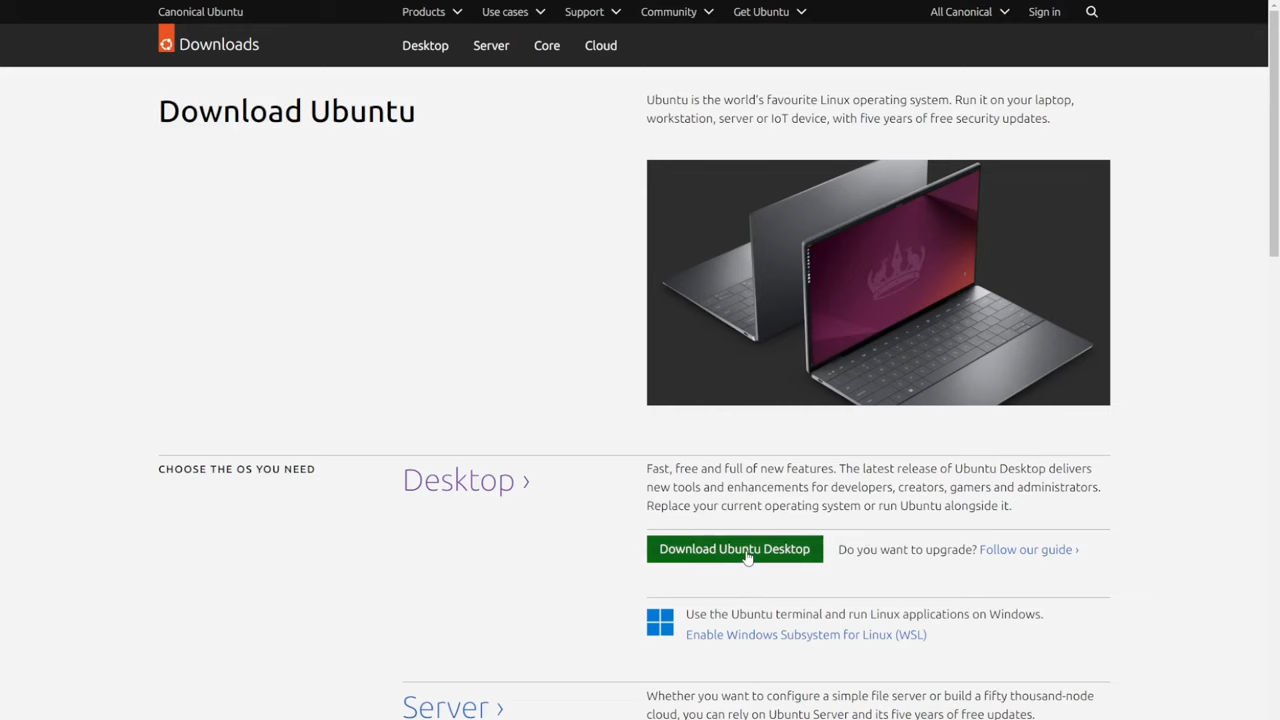 Canonical Ubuntu
Products
Use cases
Support
Community
Get Ubuntu
All Canonical
Sign in
Downloads
Desktop
Server
Core
Cloud
Download Ubuntu
Ubuntu is the world's favourite Linux operating system. Run it on your laptop,
workstation, server or IoT device, with five years of free security updates.
CHOOSE THE OS YOU NEED
Desktop ›
Fast, free and full of new features. The latest release of Ubuntu Desktop delivers
new tools and enhancements for developers, creators, gamers and administrators.
Replace your current operating system or run Ubuntu alongside it.
Download Ubuntu Desktop
Do you want to upgrade? Follow our guide ›
Use the Ubuntu terminal and run Linux applications on Windows.
Enable Windows Subsystem for Linux (WSL)
Server ›
Whether you want to configure a simple file server or build a fifty thousand-node
cloud, you can rely on Ubuntu Server and its five years of free updates.